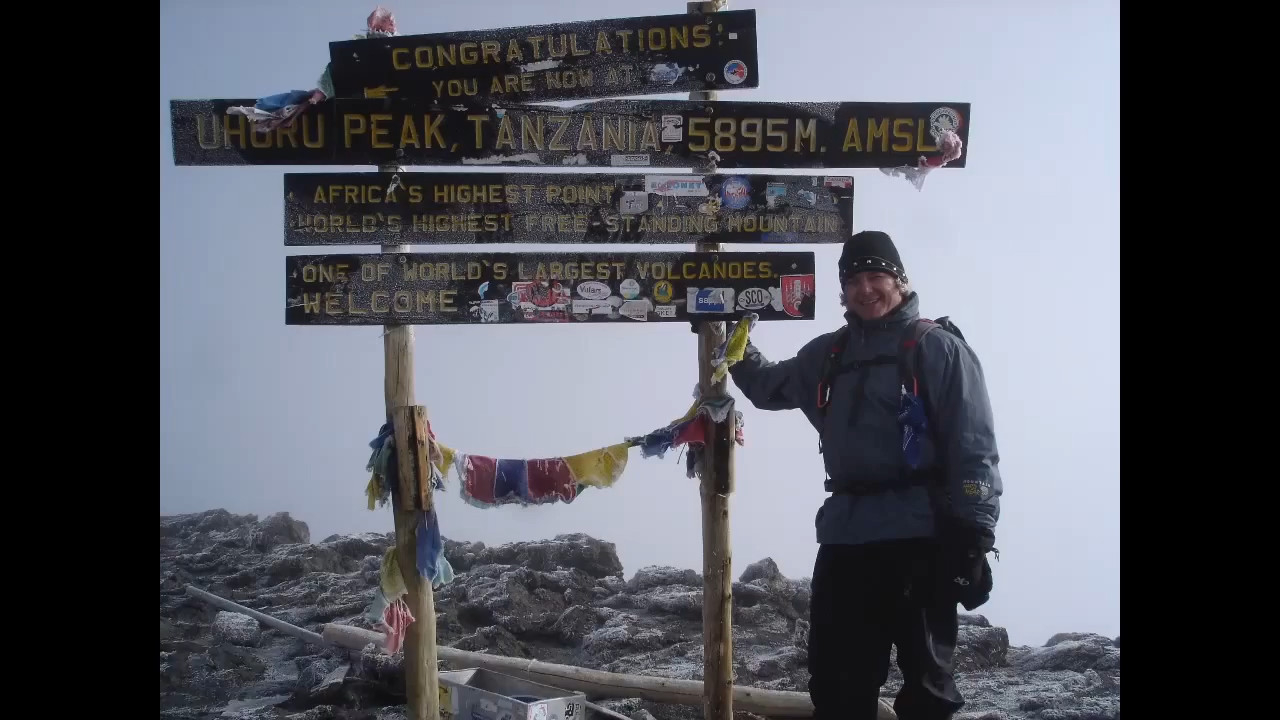 CONGRATULATIONS!
YOU ARE NOW AT
UHURU PEAK, TANZANIA, 5895M. AMSL
AFRICA'S HIGHEST POINT
WORLD'S HIGHEST FREE-STANDING MOUNTAIN
ONE OF WORLD'S LARGEST VOLCANOES.
WELCOME
SCO